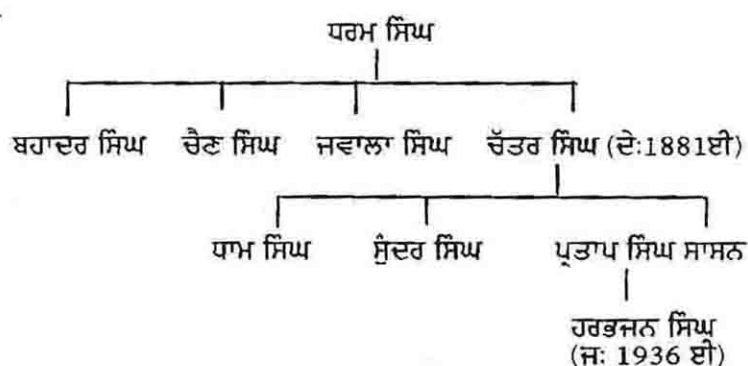 ਧਰਮ ਸਿੰਘ
ਬਹਾਦਰ ਸਿੰਘ ਚੈਣ ਸਿੰਘ ਜਵਾਲਾ ਸਿੰਘ ਚੱਤਰ ਸਿੰਘ (ਦੇ:1881ਈ)
ਧਾਮ ਸਿੰਘ ਸੁੰਦਰ ਸਿੰਘ ਪ੍ਰਤਾਪ ਸਿੰਘ ਸਾਸਨ
ਹਰਭਜਨ ਸਿੰਘ
(ਜ: 1936 ਈ)